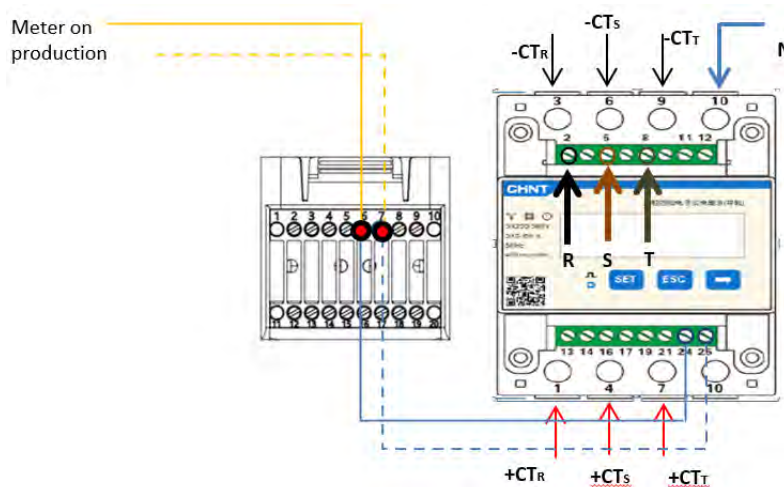 Meter on
production
-CTR
-CTS
-CTT
N
3 6 9 10
2 5 8 11 12
CHNT
R S T
SET ESC
1 2 3 4 5 6 7 8 9 10
11 12 13 14 15 16 17 18 19 20
13 14 16 17 19 21 24 25
1 4 7 10
+CTR +CTS +CTT